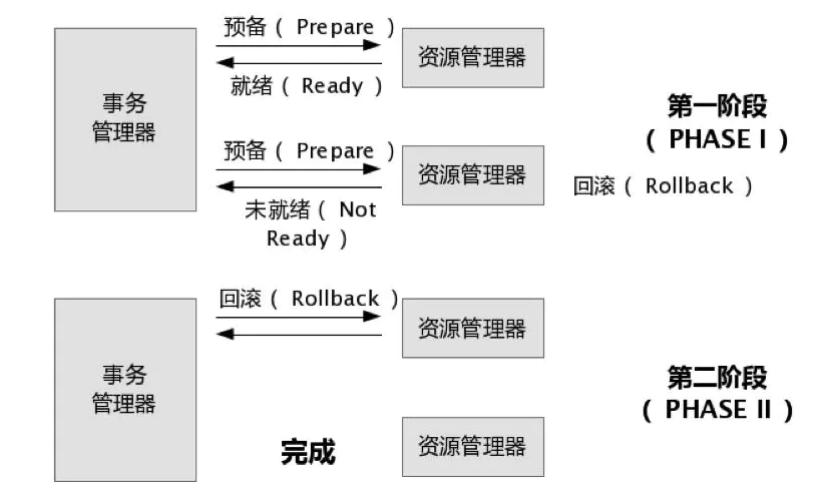 预备（ Prepare ）
资源管理器
就绪（ Ready ）
事务
管理器
第一阶段
（ PHASE I ）
预备（ Prepare ）
资源管理器
回滚（ Rollback ）
未就绪（ Not
Ready ）
回滚（ Rollback ）
资源管理器
事务
管理器
第二阶段
（ PHASE II ）
完成
资源管理器